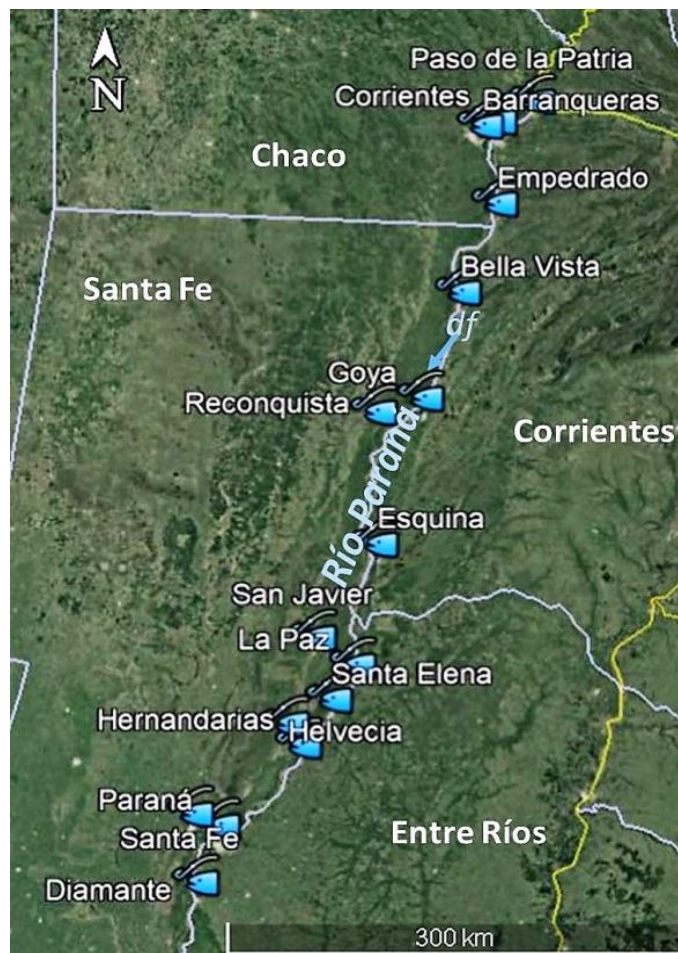 N
Paso de la Patria
Corrientes
Barranqueras
Chaco
Empedrado
Bella Vista
Santa Fe
df
Goya
Reconquista
Corrientes
Río Paraná
Esquina
San Javier
La Paz
Santa Elena
Hernandarias
Helvecia
Paraná
Santa Fe
Entre Ríos
Diamante
300 km